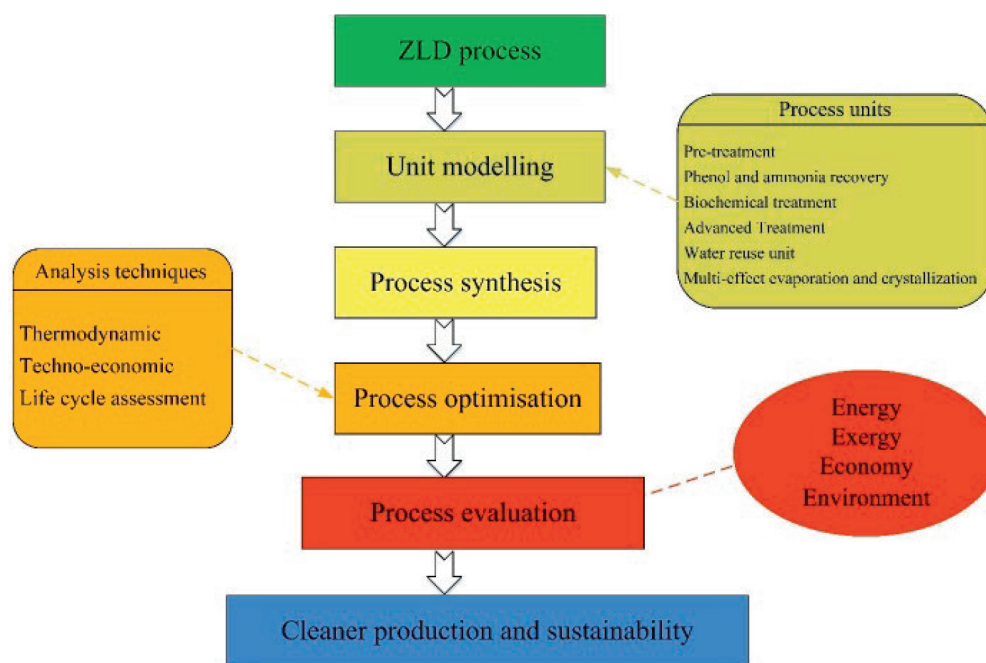 ZLD process
Unit modelling
Process units
Pre-treatment
Phenol and ammonia recovery
Biochemical treatment
Advanced Treatment
Water reuse unit
Multi-effect evaporation and crystallization
Process synthesis
Analysis techniques
Thermodynamic
Techno-economic
Life cycle assessment
Process optimisation
Energy
Exergy
Economy
Environment
Process evaluation
Cleaner production and sustainability